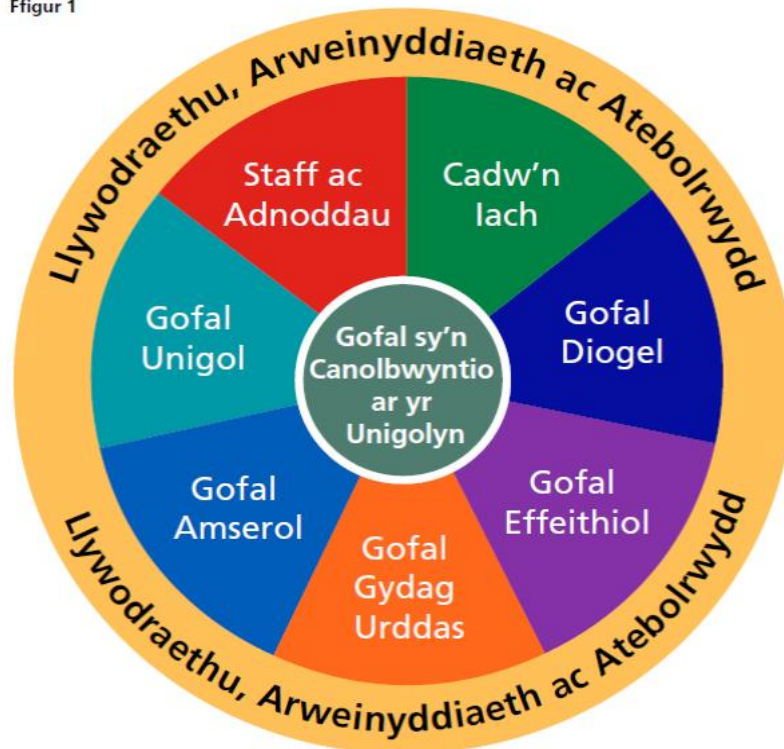 Ffigur 1
Llywodraethu, Arweinyddiaeth ac Atebolrwydd
Staff ac
Adnoddau
Cadw'n
Iach
Gofal
Diogel
Gofal
Effeithiol
Gofal
Gydag
Urddas
Gofal
Amserol
Gofal
Unigol
Gofal sy'n
Canolbwyntio
ar yr
Unigolyn
Llywodraethu, Arweinyddiaeth ac Atebolrwydd